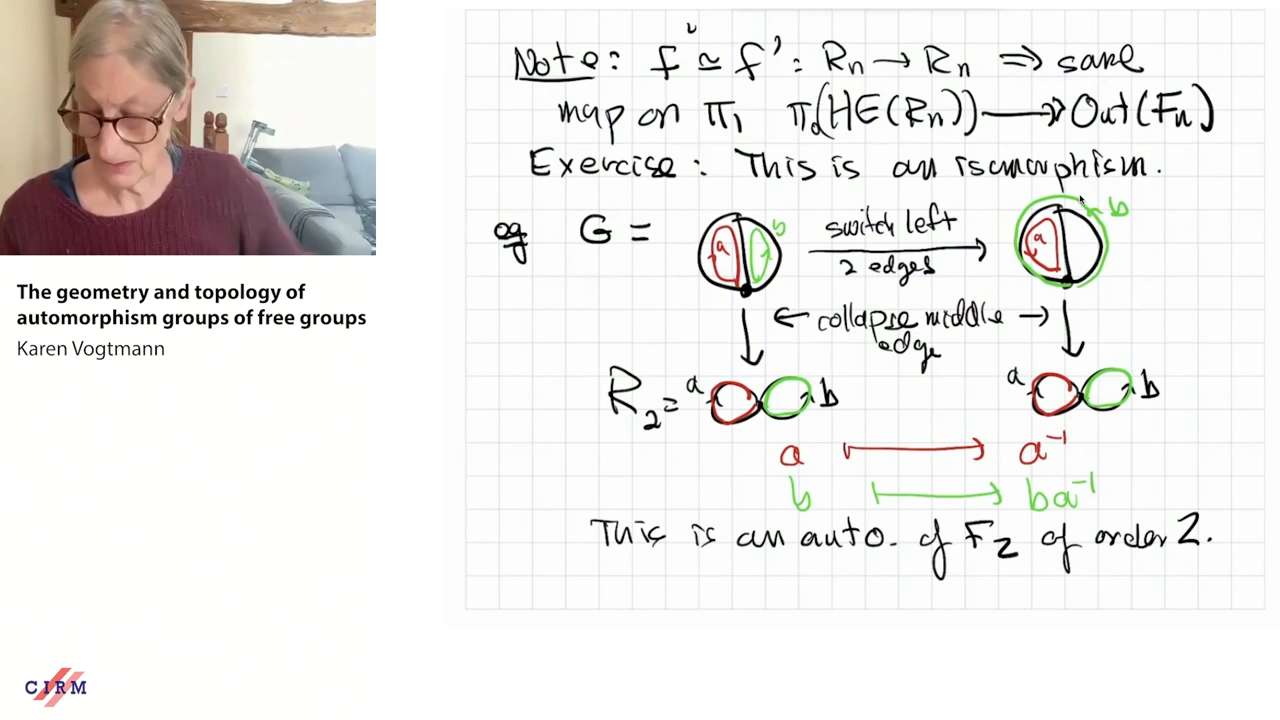 Note: f ≃ f' : Rn → Rn ⇒ same
map on π₁ π₀(HE(Rn)) ↠ Out(Fn)
Exercise: This is an ismorphism.
eg G = a b switch left a b
2 edges
← collapse middle →
edge
R₂ = a b a b
a ↦ a⁻¹
b ↦ ba⁻¹
This is an auto. of F₂ of order 2.
The geometry and topology of
automorphism groups of free groups
Karen Vogtmann
CIRM